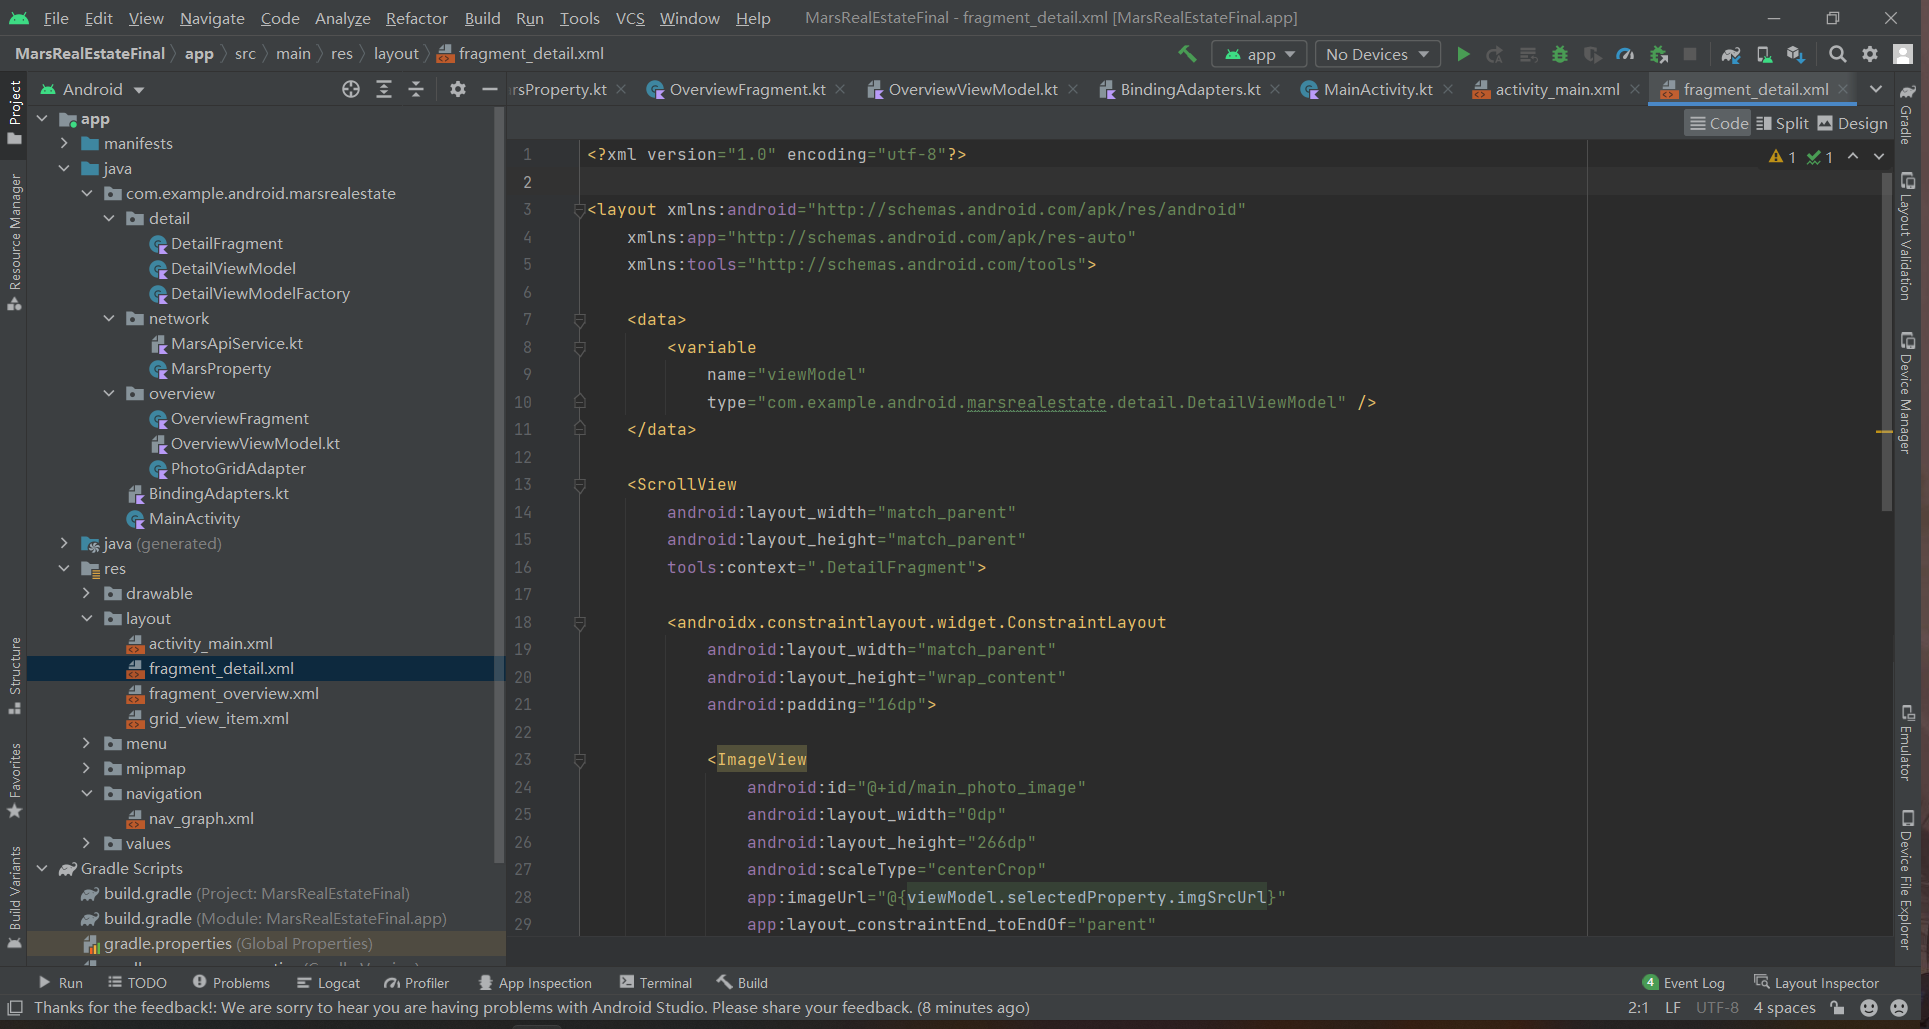 File Edit View Navigate Code Analyze Refactor Build Run Tools VCS Window Help MarsRealEstateFinal - fragment_detail.xml [MarsRealEstateFinal.app]
MarsRealEstateFinal app src main res layout fragment_detail.xml app No Devices
Android
rsProperty.kt OverviewFragment.kt OverviewViewModel.kt BindingAdapters.kt MainActivity.kt activity_main.xml fragment_detail.xml
Code Split Design
1 1
Project
Resource Manager
Structure
Favorites
Build Variants
app
manifests
java
com.example.android.marsrealestate
detail
DetailFragment
DetailViewModel
DetailViewModelFactory
network
MarsApiService.kt
MarsProperty
overview
OverviewFragment
OverviewViewModel.kt
PhotoGridAdapter
BindingAdapters.kt
MainActivity
java (generated)
res
drawable
layout
activity_main.xml
fragment_detail.xml
fragment_overview.xml
grid_view_item.xml
menu
mipmap
navigation
nav_graph.xml
values
Gradle Scripts
build.gradle (Project: MarsRealEstateFinal)
build.gradle (Module: MarsRealEstateFinal.app)
gradle.properties (Global Properties)
1 <?xml version="1.0" encoding="utf-8"?>
2
3 <layout xmlns:android="http://schemas.android.com/apk/res/android"
4 xmlns:app="http://schemas.android.com/apk/res-auto"
5 xmlns:tools="http://schemas.android.com/tools">
6
7 <data>
8 <variable
9 name="viewModel"
10 type="com.example.android.marsrealestate.detail.DetailViewModel" />
11 </data>
12
13 <ScrollView
14 android:layout_width="match_parent"
15 android:layout_height="match_parent"
16 tools:context=".DetailFragment">
17
18 <androidx.constraintlayout.widget.ConstraintLayout
19 android:layout_width="match_parent"
20 android:layout_height="wrap_content"
21 android:padding="16dp">
22
23 <ImageView
24 android:id="@+id/main_photo_image"
25 android:layout_width="0dp"
26 android:layout_height="266dp"
27 android:scaleType="centerCrop"
28 app:imageUrl="@{viewModel.selectedProperty.imgSrcUrl}"
29 app:layout_constraintEnd_toEndOf="parent"
Gradle
Layout Validation
Device Manager
Emulator
Device File Explorer
Run TODO Problems Logcat Profiler App Inspection Terminal Build 4 Event Log Layout Inspector
Thanks for the feedback!: We are sorry to hear you are having problems with Android Studio. Please share your feedback. (8 minutes ago) 2:1 LF UTF-8 4 spaces